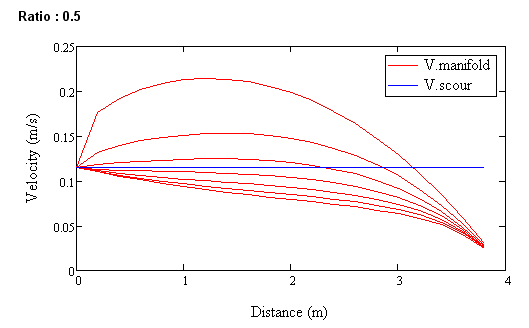 Ratio : 0.5
0.25
0.2
0.15
0.1
0.05
0
V.manifold
V.scour
Velocity (m/s)
0
1
2
3
4
Distance (m)